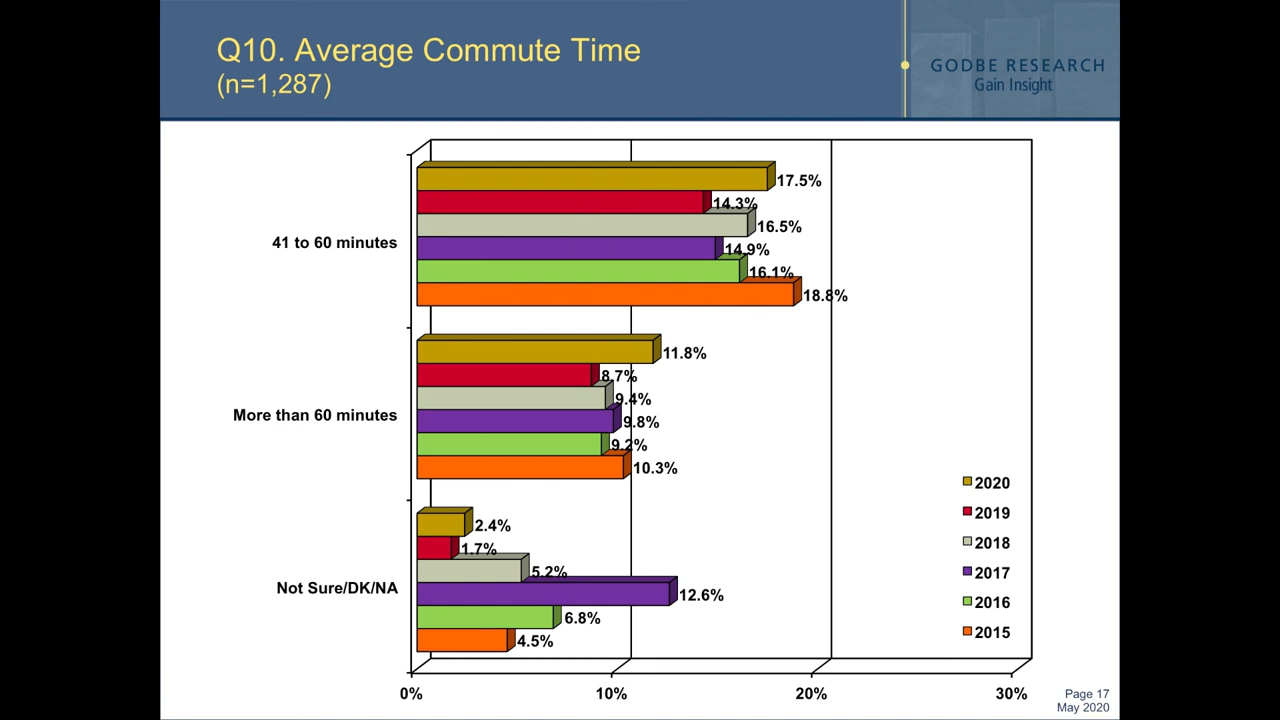 Q10. Average Commute Time
(n=1,287)
GODBE RESEARCH
Gain Insight
41 to 60 minutes
17.5%
14.3%
16.5%
14.9%
16.1%
18.8%
More than 60 minutes
11.8%
8.7%
9.4%
9.8%
9.2%
10.3%
Not Sure/DK/NA
2.4%
1.7%
5.2%
12.6%
6.8%
4.5%
2020
2019
2018
2017
2016
2015
0% 10% 20% 30%
Page 17
May 2020